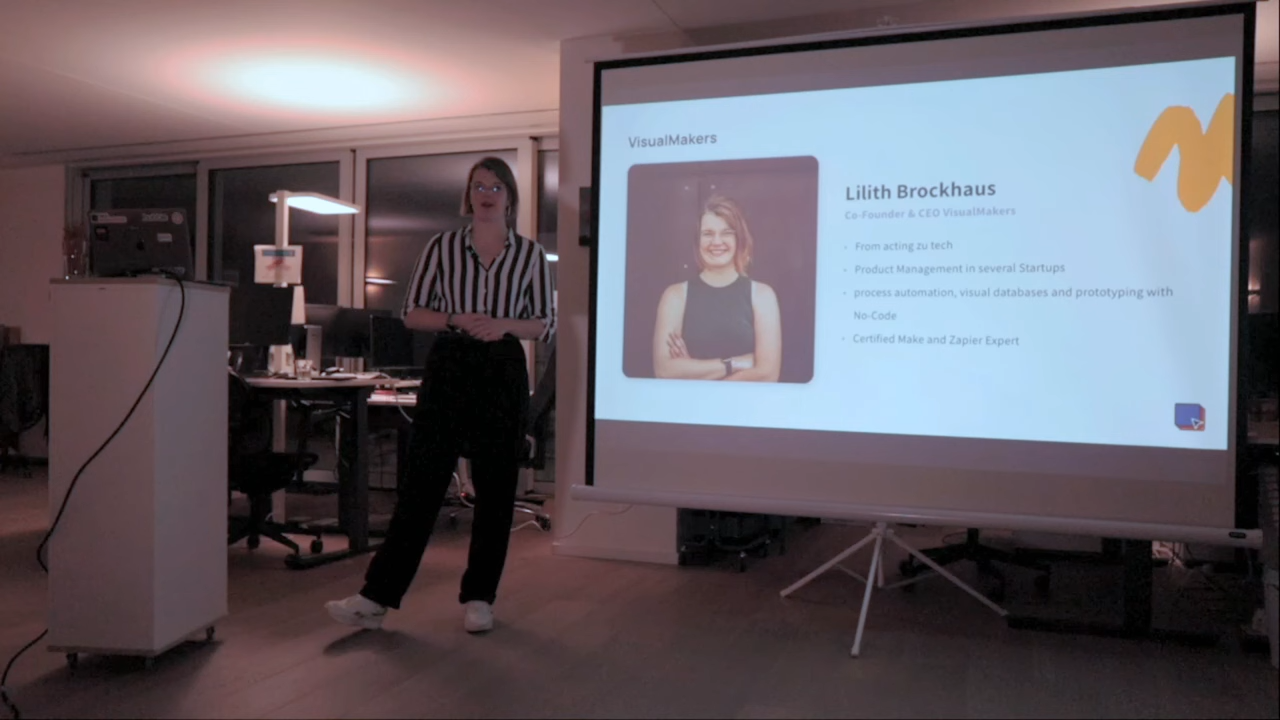 VisualMakers
Lilith Brockhaus
Co-Founder & CEO VisualMakers
- From acting zu tech
- Product Management in several Startups
- process automation, visual databases and prototyping with
No-Code
- Certified Make and Zapier Expert